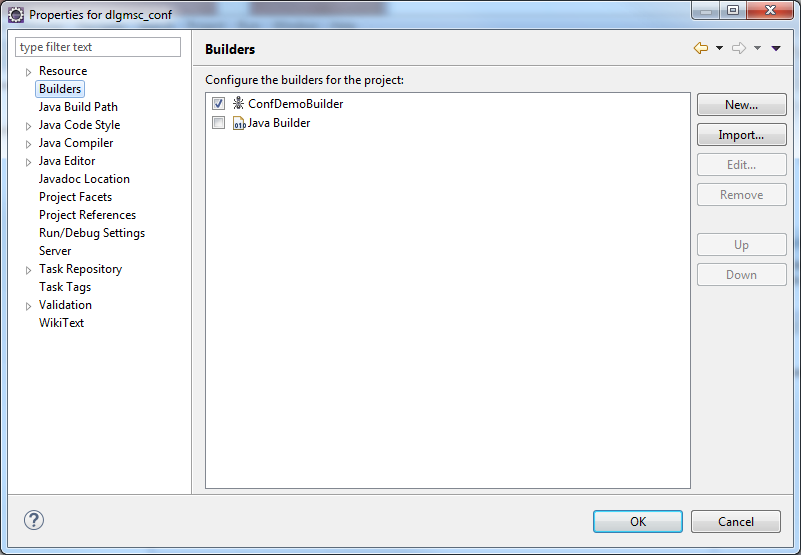 Properties for dlgmsc_conf
type filter text
Resource
Builders
Java Build Path
Java Code Style
Java Compiler
Java Editor
Javadoc Location
Project Facets
Project References
Run/Debug Settings
Server
Task Repository
Task Tags
Validation
WikiText
Builders
Configure the builders for the project:
ConfDemoBuilder
Java Builder
New...
Import...
Edit...
Remove
Up
Down
OK
Cancel